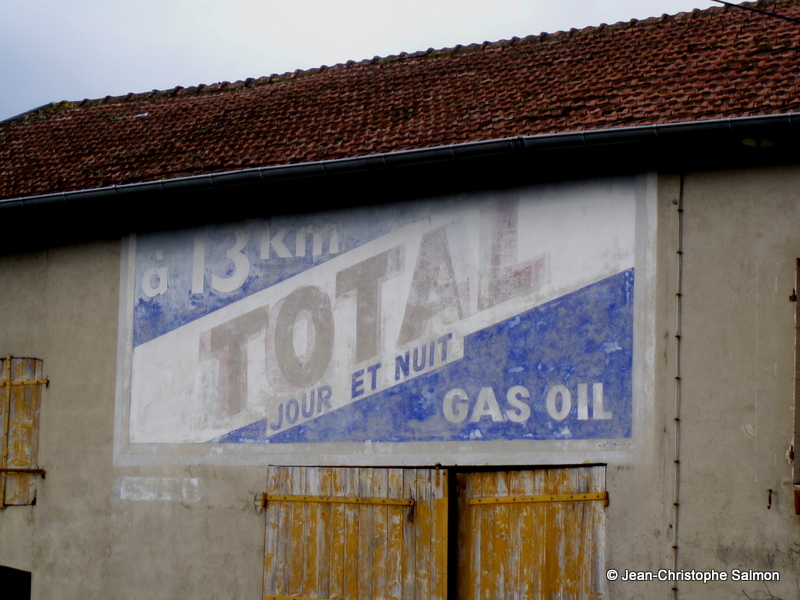 à 13 km
TOTAL
JOUR ET NUIT
GAS OIL
© Jean-Christophe Salmon